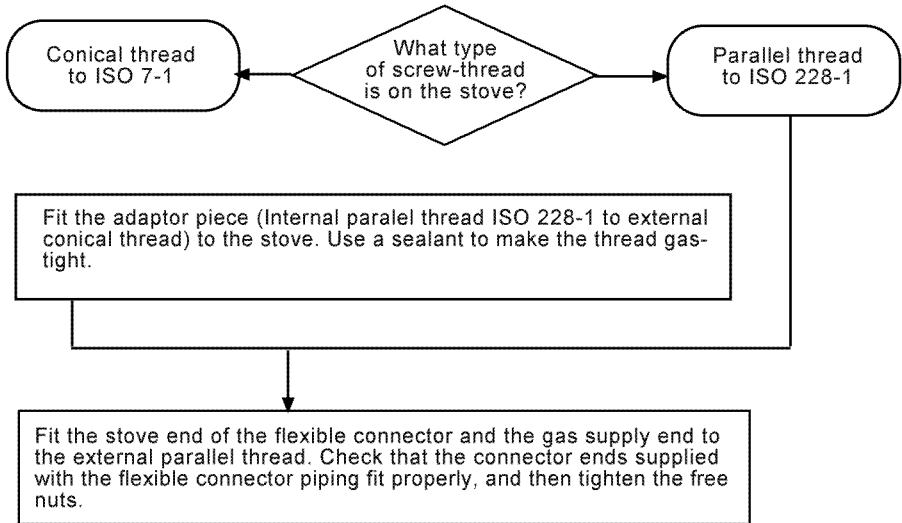 Conical thread
to ISO 7-1
What type
of screw-thread
is on the stove?
Parallel thread
to ISO 228-1
Fit the adaptor piece (Internal paralel thread ISO 228-1 to external
conical thread) to the stove. Use a sealant to make the thread gas-
tight.
Fit the stove end of the flexible connector and the gas supply end to
the external parallel thread. Check that the connector ends supplied
with the flexible connector piping fit properly, and then tighten the free
nuts.